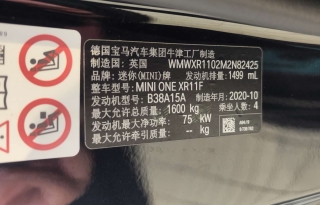 德国宝马汽车集团牛津工厂制造
制造国：英国 WMWXR1102M2N82425
品牌：迷你(MINI)牌 发动机排量：1499 mL
整车型号：MINI ONE XR11F
发动机型号：B38A15A 制造年月：2020-10
最大允许总质量：1600 kg 乘坐人数：4
发动机最大净功率：75 kW
最大允许牵引质量：-- kg